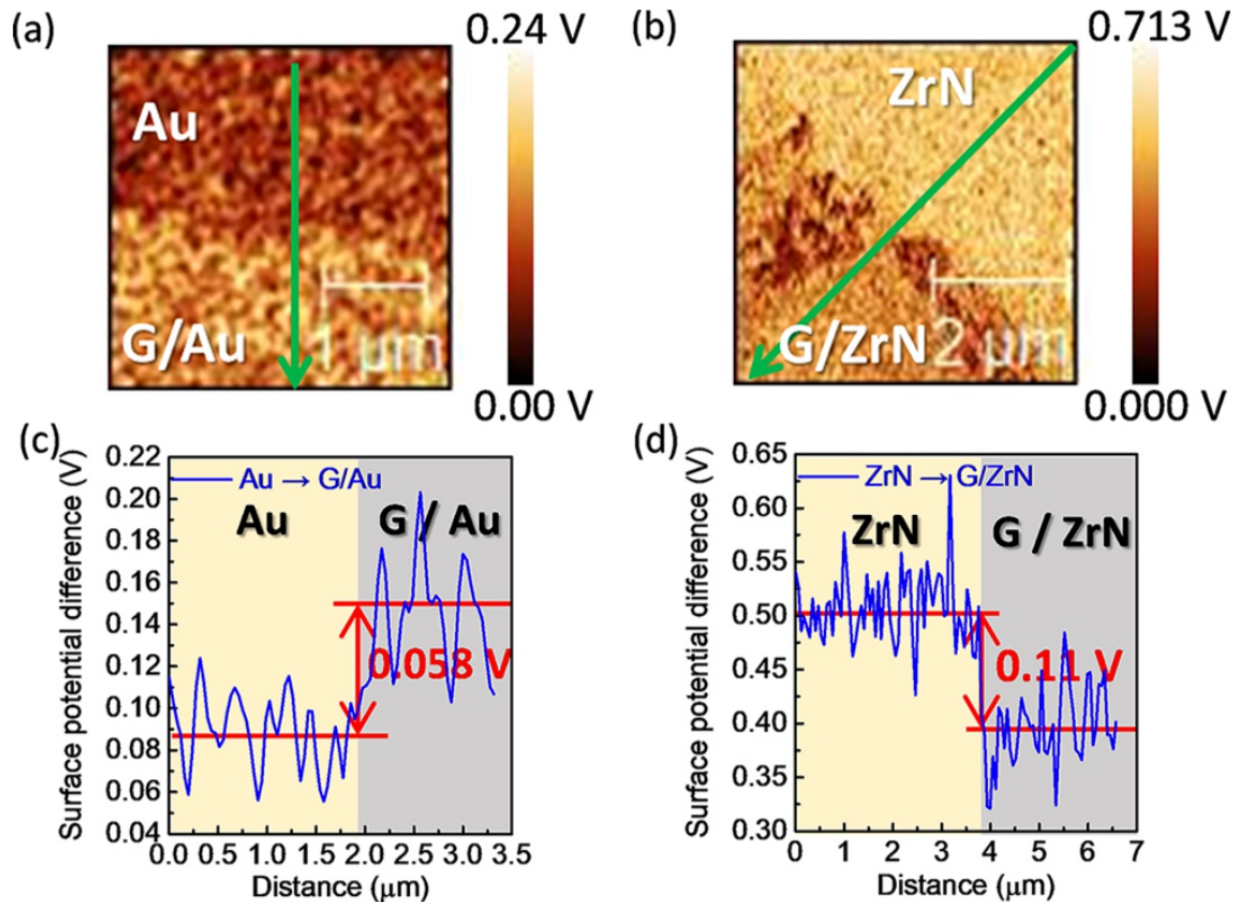 (a)
0.24 V
Au
G/Au
1 μm
0.00 V
(b)
0.713 V
ZrN
G/ZrN
2 μm
0.000 V
(c)
Surface potential difference (V)
0.22
0.20
0.18
0.16
0.14
0.12
0.10
0.08
0.06
0.04
Au → G/Au
Au
G / Au
0.058 V
0.0 0.5 1.0 1.5 2.0 2.5 3.0 3.5
Distance (μm)
(d)
Surface potential difference (V)
0.65
0.60
0.55
0.50
0.45
0.40
0.35
0.30
ZrN → G/ZrN
ZrN
G / ZrN
0.11 V
0 1 2 3 4 5 6 7
Distance (μm)